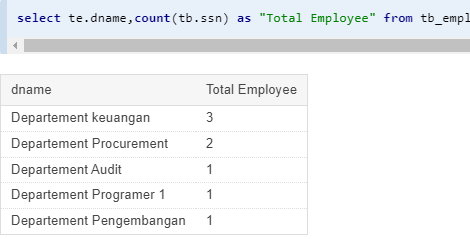 select te.dname,count(tb.ssn) as "Total Employee" from tb_empl
dname Total Employee
Departement keuangan 3
Departement Procurement 2
Departement Audit 1
Departement Programer 1 1
Departement Pengembangan 1